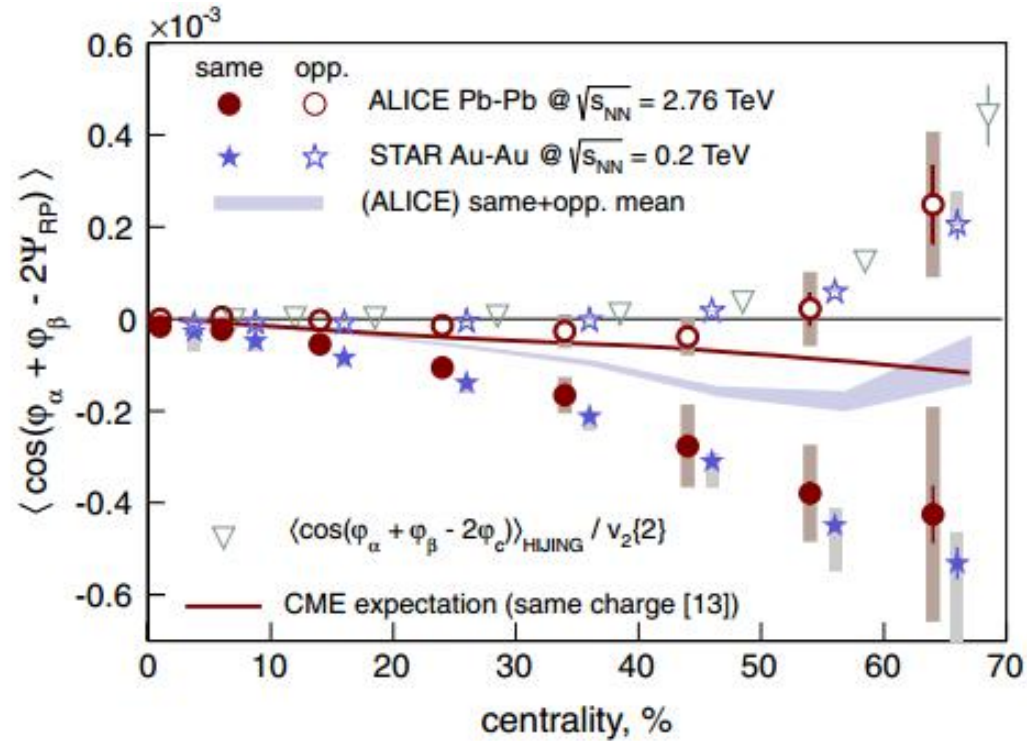 ×10⁻³
same opp.
ALICE Pb-Pb @ √s_NN = 2.76 TeV
STAR Au-Au @ √s_NN = 0.2 TeV
(ALICE) same+opp. mean
⟨cos(φ_α + φ_β - 2φ_c)⟩_HIJING / v₂{2}
CME expectation (same charge [13])
⟨cos(φ_α + φ_β - 2Ψ_RP)⟩
0.6
0.4
0.2
0
-0.2
-0.4
-0.6
0 10 20 30 40 50 60 70
centrality, %